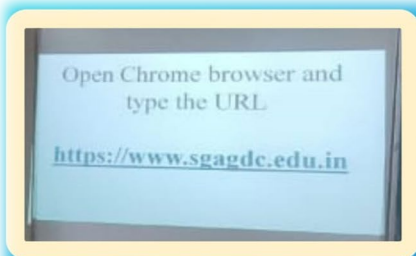 Open Chrome browser and
type the URL
https://www.sgagdc.edu.in